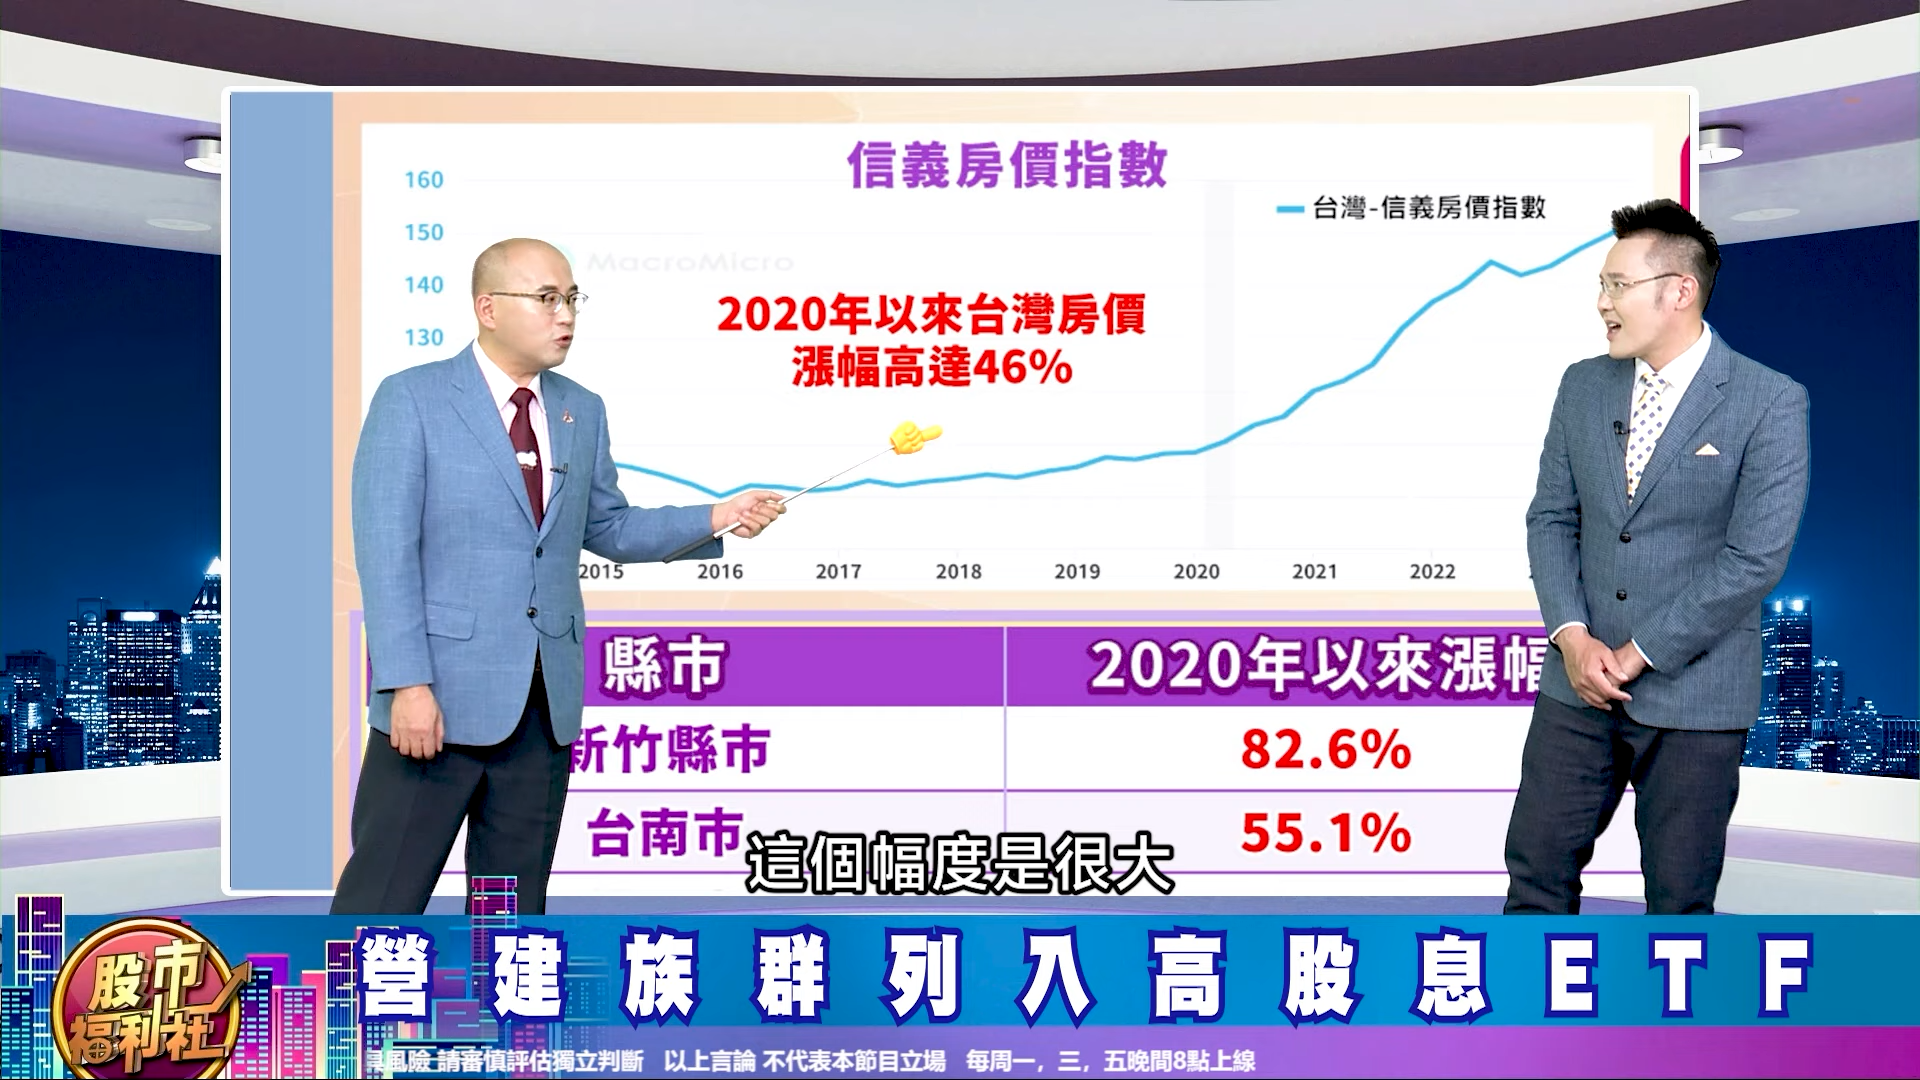 信義房價指數
160
150
140
130
台灣-信義房價指數
MacroMicro
2020年以來台灣房價
漲幅高達46%
2015 2016 2017 2018 2019 2020 2021 2022
縣市 2020年以來漲幅
新竹縣市 82.6%
台南市 55.1%
這個幅度是很大
營建族群列入高股息ETF
股市
福利社
風險 請審慎評估獨立判斷 以上言論 不代表本節目立場 每周一, 三, 五晚間8點上線